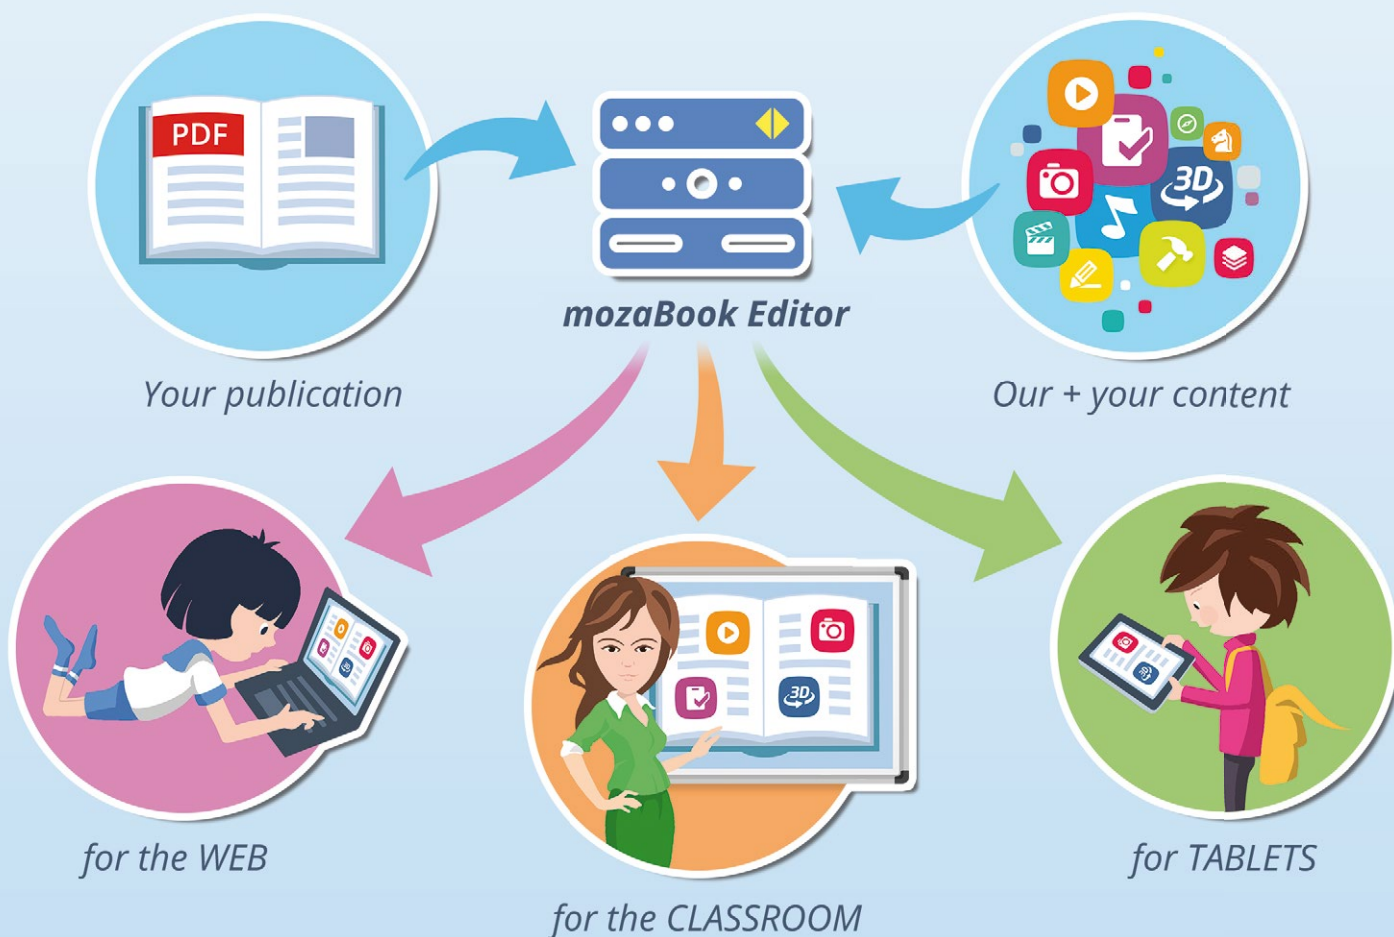 PDF
3D
mozaBook Editor
Your publication
Our + your content
3D
for the WEB
for the CLASSROOM
for TABLETS